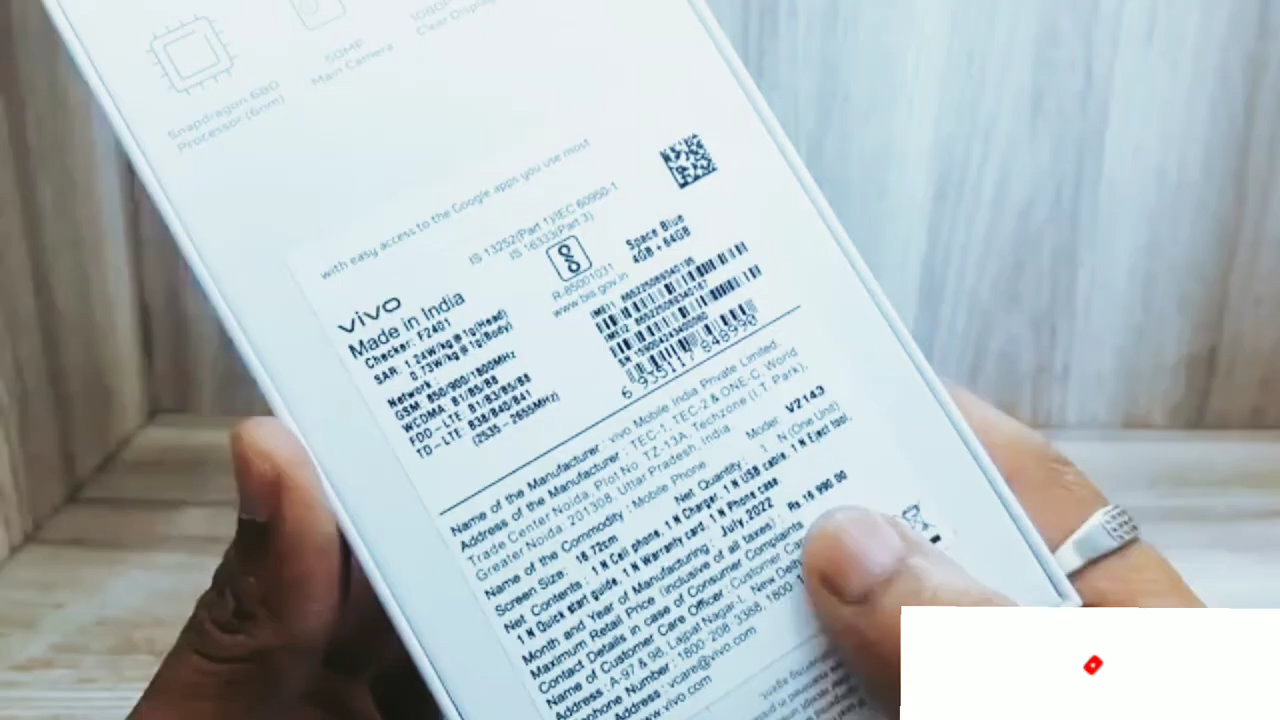 Snapdragon 680
Processor (6nm)
50MP
Main Camera
Clear Display
with easy access to the Google apps you use most
IS 13252(Part 1)/IEC 60950-1
IS 16333(Part 3)
R-85001031
www.bis.gov.in
Space Blue
4GB + 64GB
vivo
Made in India
Checker: F2401
SAR: 1.24W/kg@1g(Head)
0.73W/kg@1g(Body)
Network:
GSM: 850/900/1800MHz
WCDMA: B1/B5/B8
FDD-LTE: B1/B3/B5/B8
TD-LTE: B38/B40/B41
(2535-2655MHz)
IMEI1
IMEI2
SN
6 935117 848990
Name of the Manufacturer : vivo Mobile India Private Limited.
Address of the Manufacturer : TEC-1, TEC-2 & ONE-C, World
Trade Center Noida, Plot No. TZ-13A, Techzone (I.T. Park),
Greater Noida, 201308, Uttar Pradesh, India
Name of the Commodity : Mobile Phone Model: V2143
Screen Size: 16.72cm Net Quantity: 1 N (One Unit)
Net Contents : 1 N Cell phone, 1 N Charger, 1 N USB cable, 1 N Eject tool,
1 N Quick start guide, 1 N Warranty card, 1 N Phone case.
Month and Year of Manufacturing : July,2022
Maximum Retail Price (inclusive of all taxes): Rs.16 990.00
Contact Details in case of Consumer Complaints
Name of Customer Care Officer : Customer
Address : A-97 & 98, Lajpat Nagar
Number : 1800-208-3388,
Address : vcare@vivo.com
vivo.com